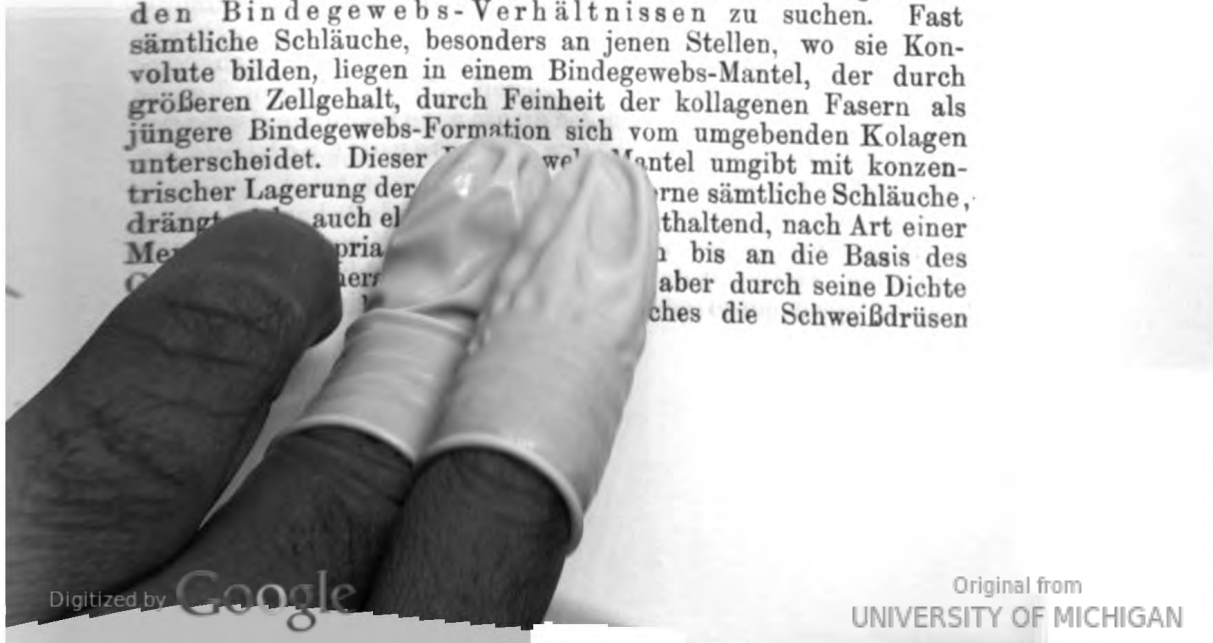 den Bindegewebs-Verhältnissen zu suchen. Fast
sämtliche Schläuche, besonders an jenen Stellen, wo sie Kon-
volute bilden, liegen in einem Bindegewebs-Mantel, der durch
größeren Zellgehalt, durch Feinheit der kollagenen Fasern als
jüngere Bindegewebs-Formation sich vom umgebenden Kolagen
unterscheidet. Dieser Mantel umgibt mit konzen-
trischer Lagerung der sämtliche Schläuche,
auch nach Art einer
bis an die Basis des
aber durch seine Dichte
die Schweißdrüsen
Digitized by Google
Original from
UNIVERSITY OF MICHIGAN